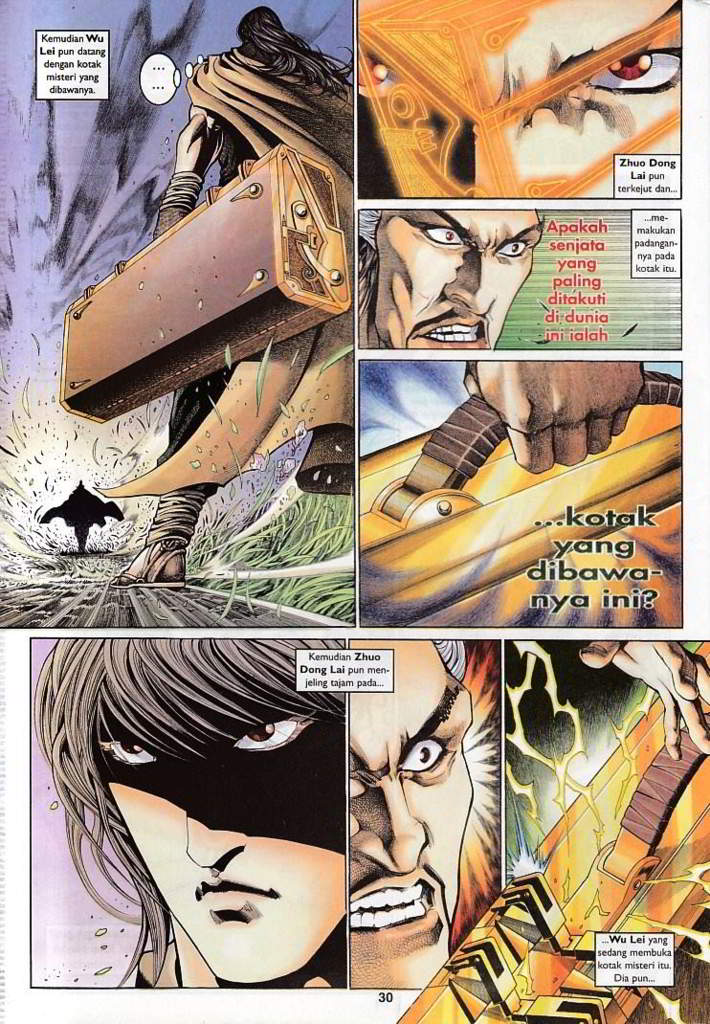 Kemudian Wu
Lei pun datang
dengan kotak
misteri yang
dibawanya.
...
...
Zhuo Dong
Lai pun
terkejut dan...
...me-
makukan
padangan-
nya pada
kotak itu.
Apakah
senjata
yang
paling
ditakuti
di dunia
ini ialah
...kotak
yang
dibawa-
nya ini?
Kemudian Zhuo
Dong Lai pun men-
jeling tajam pada...
...Wu Lei yang
sedang membuka
kotak misteri itu.
Dia pun...
30